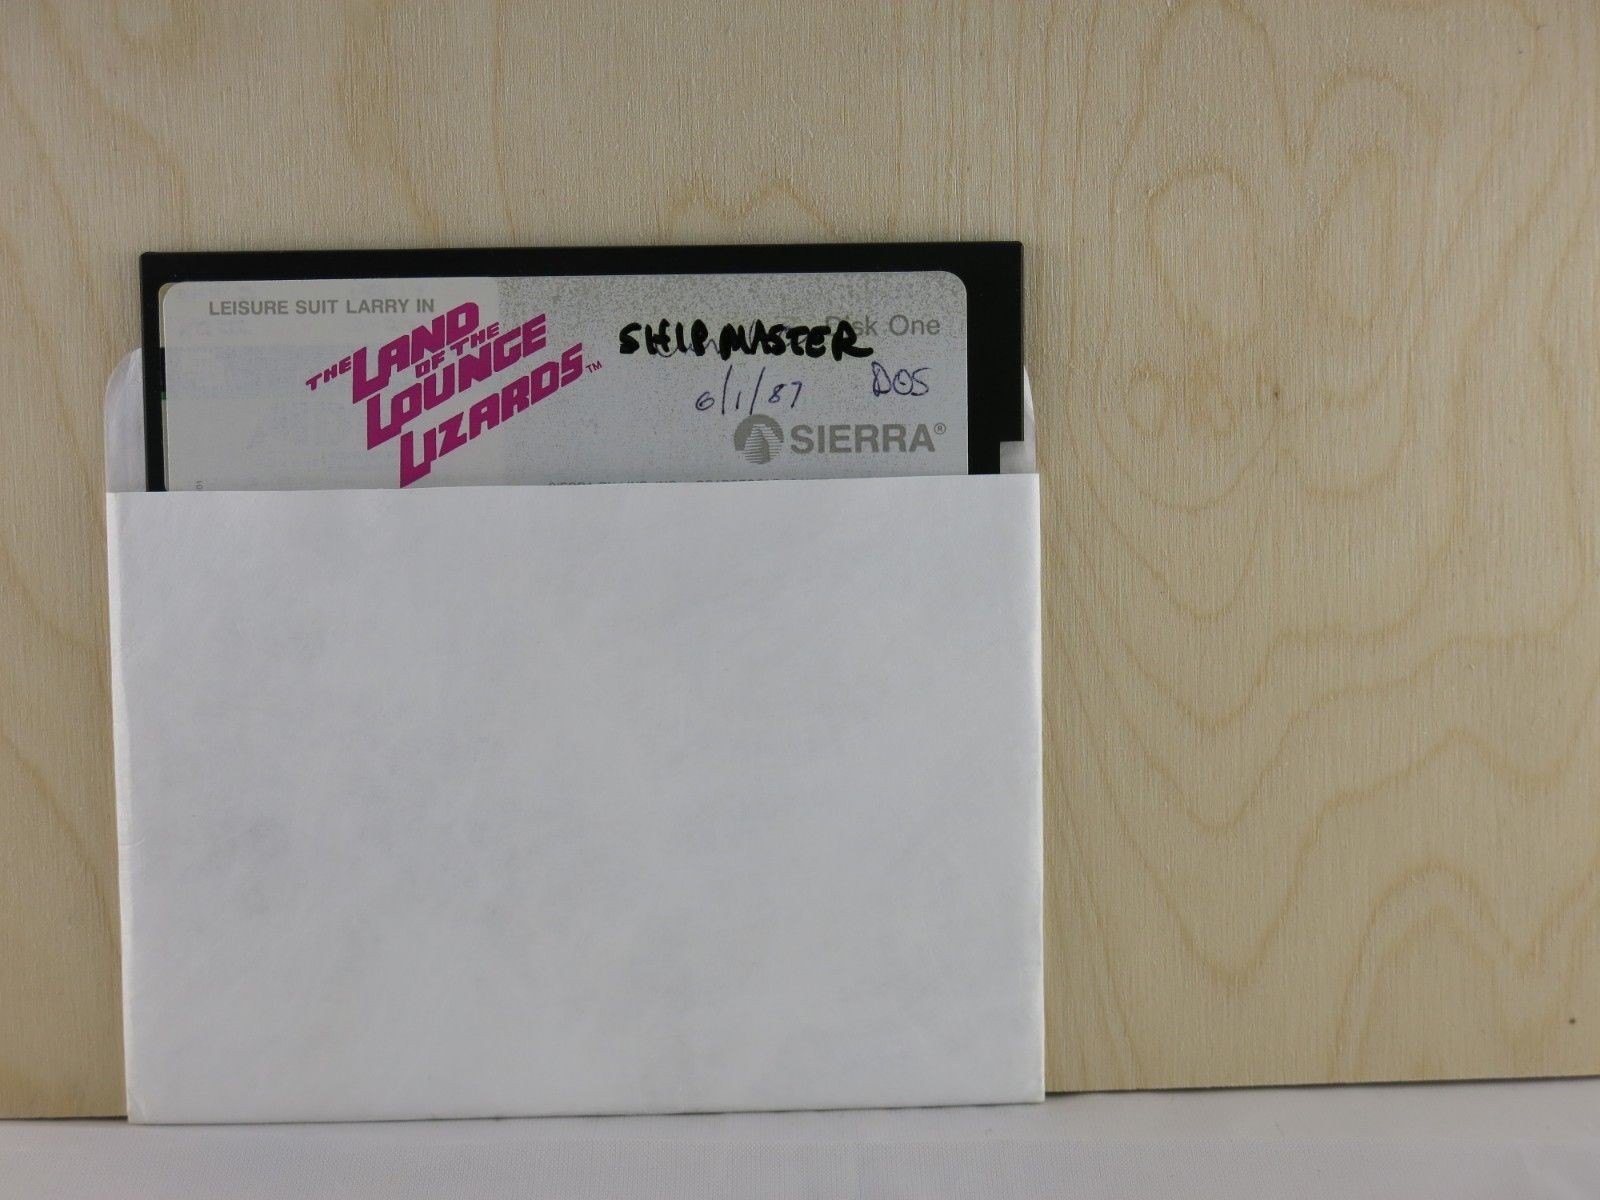 LEISURE SUIT LARRY IN
THE LAND
OF THE
LOUNGE
LIZARDS™
Disk One
SHIP MASTER
6/1/87
DOS
SIERRA®